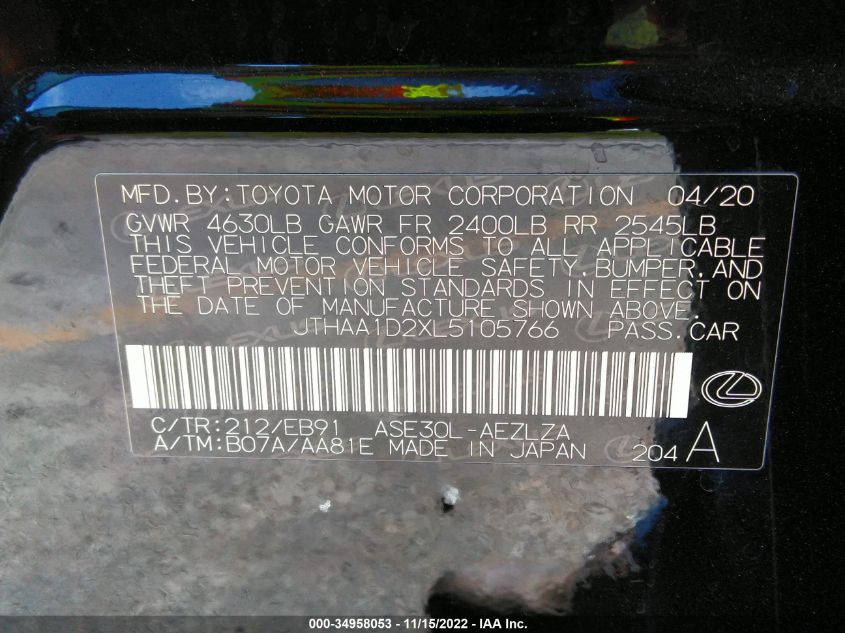 MFD.BY:TOYOTA MOTOR CORPORATION 04/20
GVWR 4630LB GAWR FR 2400LB RR 2545LB
THIS VEHICLE CONFORMS TO ALL APPLICABLE
FEDERAL MOTOR VEHICLE SAFETY,BUMPER,AND
THEFT PREVENTION STANDARDS IN EFFECT ON
THE DATE OF MANUFACTURE SHOWN ABOVE.
JTHAA1D2XL5105766 PASS.CAR
C/TR:212/EB91 ASE30L-AEZLZA
A/TM:B07A/AA81E MADE IN JAPAN 204 A
000-34958053 - 11/15/2022 - IAA Inc.